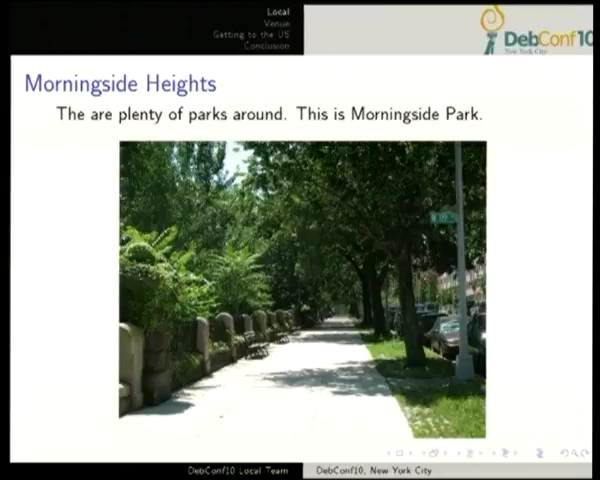 Local
Venue
Getting to the US
Conclusion
DebConf10
New York City
Morningside Heights
The are plenty of parks around. This is Morningside Park.
DebConf10 Local Team
DebConf10, New York City